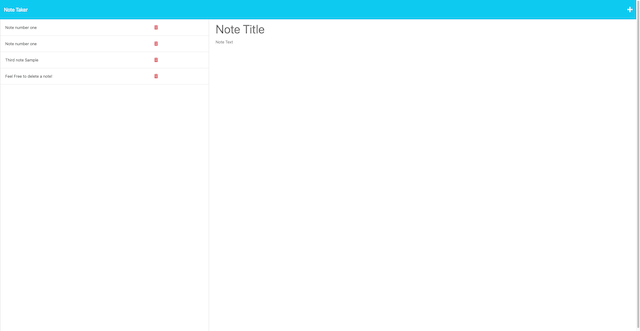 Note Taker
Note number one
Note number one
Third note Sample
Feel Free to delete a note!
Note Title
Note Text